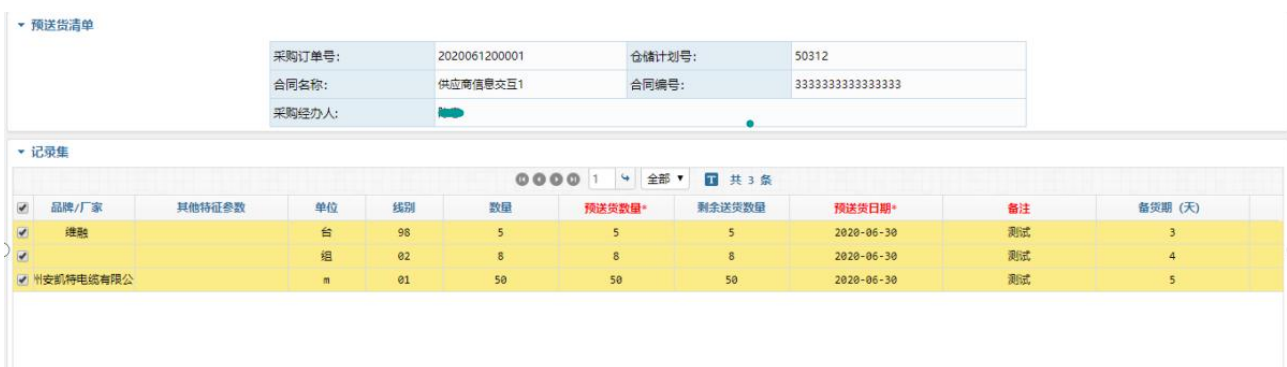 预送货清单
采购订单号: 2020061200001 仓储计划号: 50312
合同名称: 供应商信息交互1 合同编号: 3333333333333333
采购经办人:
记录集
1 全部 T 共 3 条
品牌/厂家 其他特征参数 单位 线别 数量 预送货数量* 剩余送货数量 预送货日期* 备注 备货期 (天)
维融 台 98 5 5 5 2020-06-30 测试 3
组 02 8 8 8 2020-06-30 测试 4
州安凯特电缆有限公 m 01 50 50 50 2020-06-30 测试 5